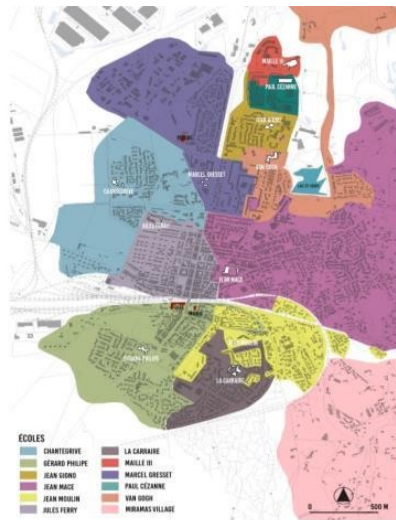 MAILLE III
PAUL CÉZANNE
JEAN GIONO
VAN GOGH
MARCEL GRESSET
CHANTEGRIVE
JULES FERRY
JEAN MACE
GÉRARD PHILIPE
LA CARRAIRE
ÉCOLES
CHANTEGRIVE
GÉRARD PHILIPE
JEAN GIONO
JEAN MACE
JEAN MOULIN
JULES FERRY
LA CARRAIRE
MAILLE III
MARCEL GRESSET
PAUL CÉZANNE
VAN GOGH
MIRAMAS VILLAGE
0 500 M